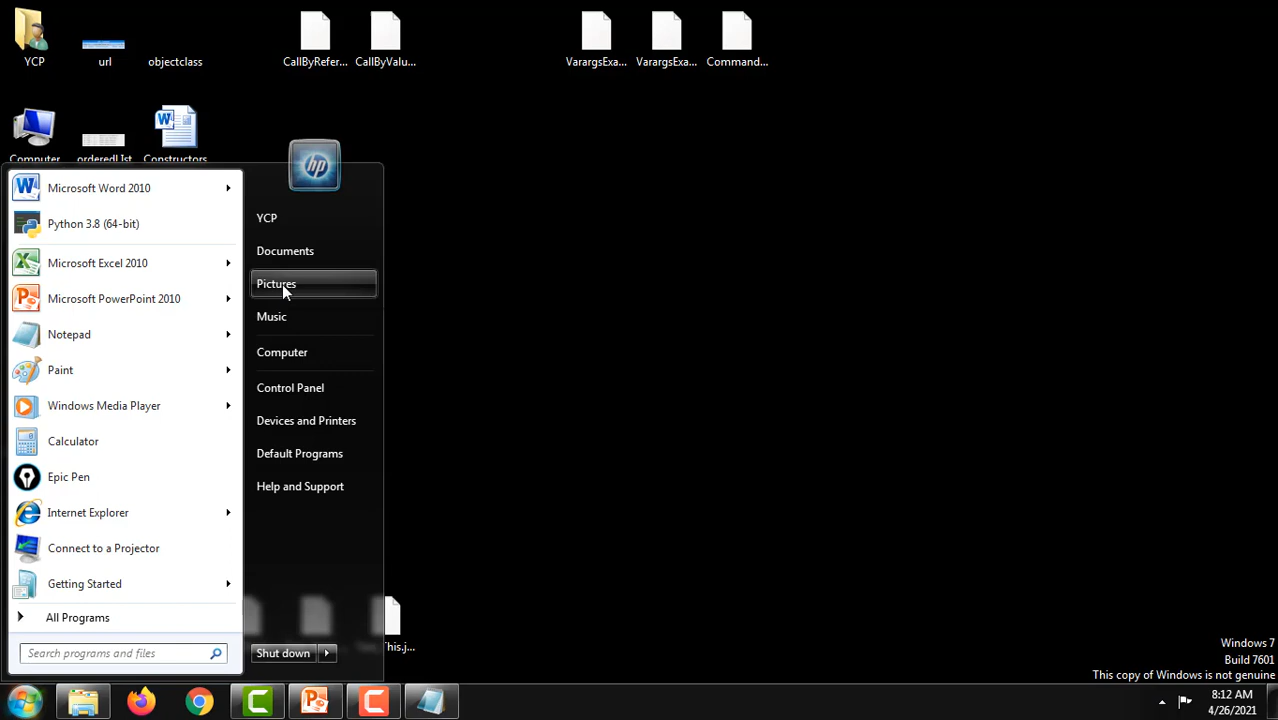 YCP
url
objectclass
CallByRefer...
CallByValu...
VarargsExa...
VarargsExa...
Command...
Computer
orderedLIst
Constructors
hp
Microsoft Word 2010
Python 3.8 (64-bit)
Microsoft Excel 2010
Microsoft PowerPoint 2010
Notepad
Paint
Windows Media Player
Calculator
Epic Pen
Internet Explorer
Connect to a Projector
Getting Started
All Programs
Search programs and files
YCP
Documents
Pictures
Music
Computer
Control Panel
Devices and Printers
Default Programs
Help and Support
Shut down
This.j...
Windows 7
Build 7601
This copy of Windows is not genuine
8:12 AM
4/26/2021